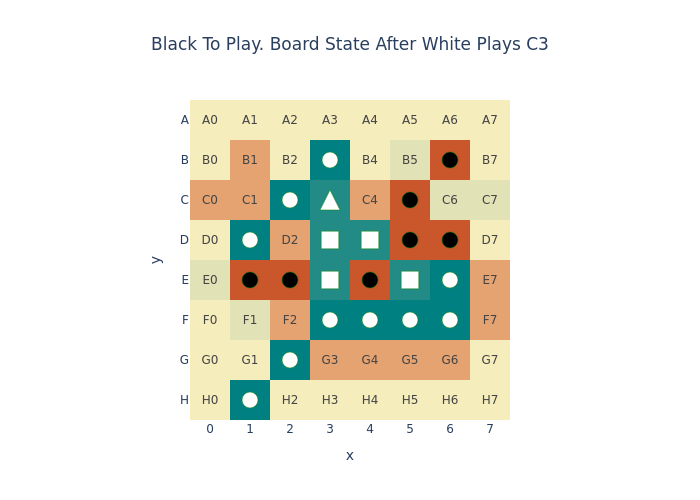 Black To Play. Board State After White Plays C3
A A0 A1 A2 A3 A4 A5 A6 A7
B B0 B1 B2 B4 B5 B7
C C0 C1 C4 C6 C7
D D0 D2 D7
E E0 E7
F F0 F1 F2 F7
G G0 G1 G3 G4 G5 G6 G7
H H0 H2 H3 H4 H5 H6 H7
0 1 2 3 4 5 6 7
x
y